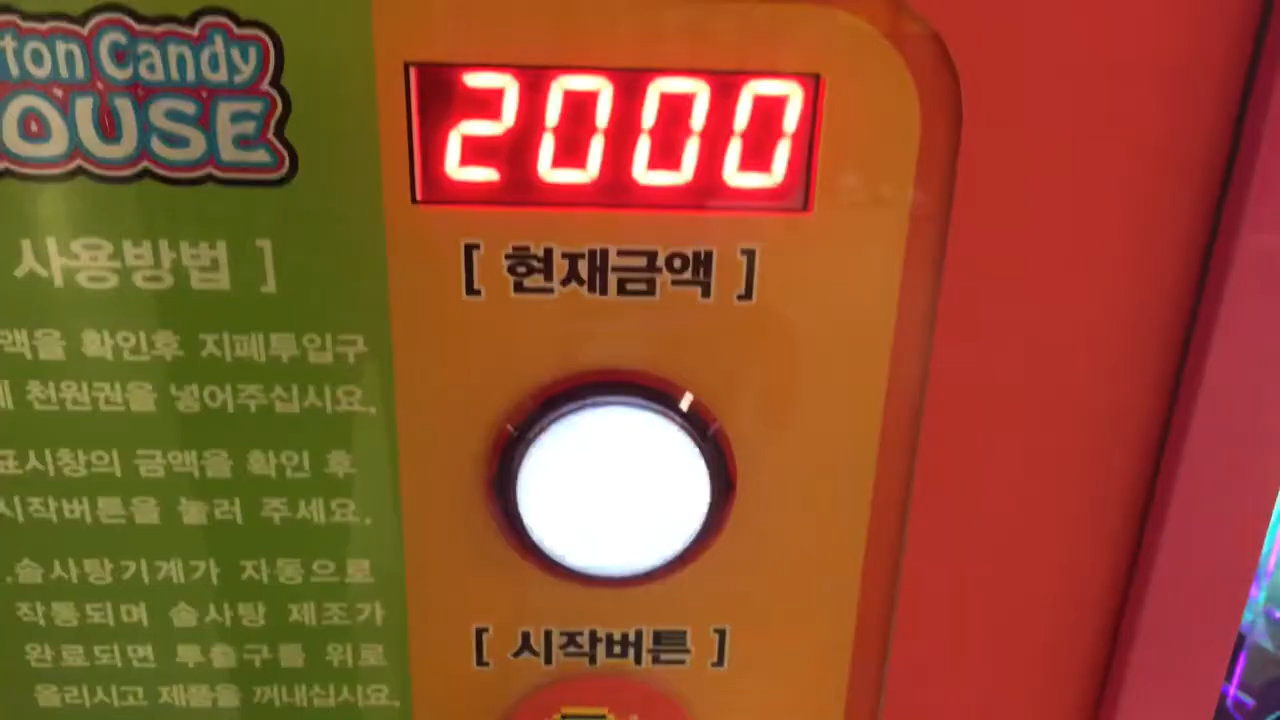 ton Candy
OUSE
2000
[ 현재금액 ]
사용방법 ]
액을 확인후 지폐투입구
에 천원권을 넣어주십시요.
표시창의 금액을 확인 후
시작버튼을 눌러 주세요.
.솜사탕기계가 자동으로
작동되며 솜사탕 제조가
완료되면 투출구를 위로
올리시고 제품을 꺼내십시요.
[ 시작버튼 ]